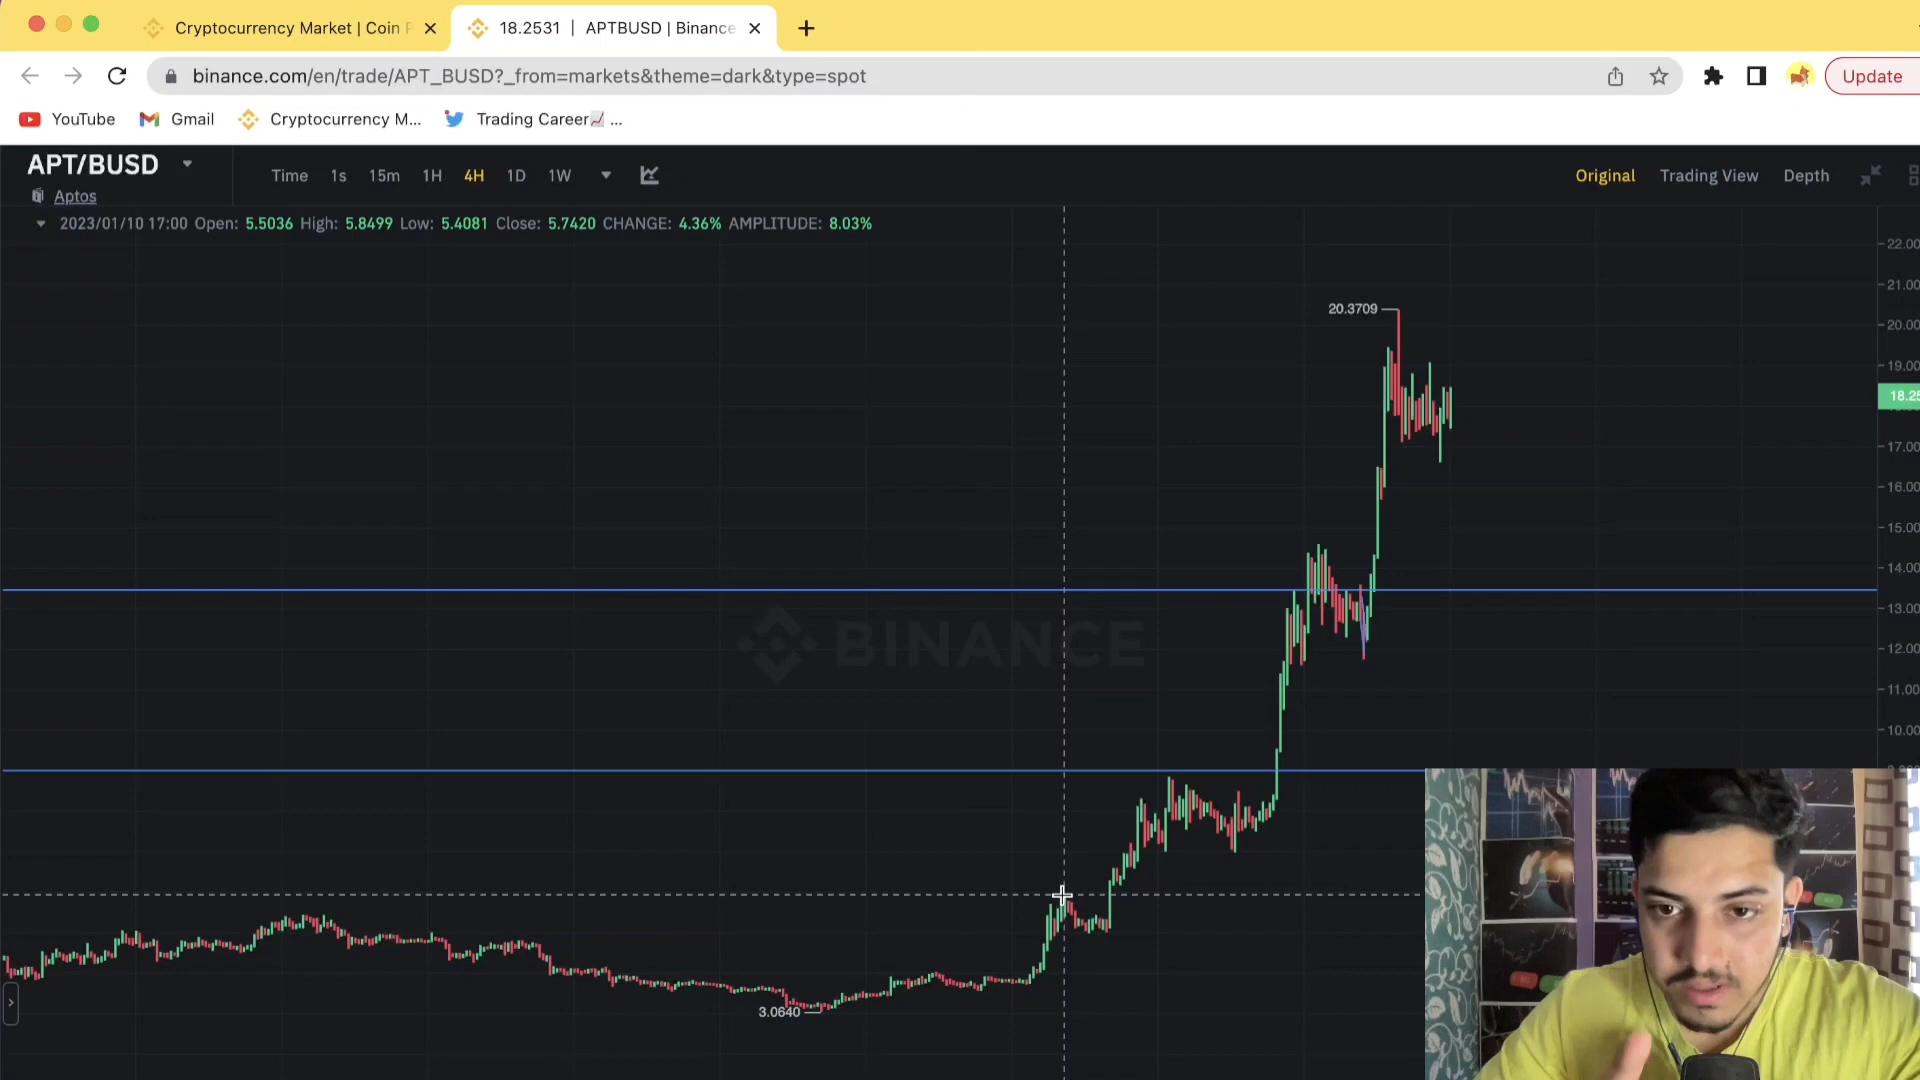 Cryptocurrency Market | Coin P
18.2531 | APTBUSD | Binance
binance.com/en/trade/APT_BUSD?_from=markets&theme=dark&type=spot
Update
YouTube
Gmail
Cryptocurrency M...
Trading Career ...
APT/BUSD
Time 1s 15m 1H 4H 1D 1W
Original Trading View Depth
Aptos
2023/01/10 17:00 Open: 5.5036 High: 5.8499 Low: 5.4081 Close: 5.7420 CHANGE: 4.36% AMPLITUDE: 8.03%
22.00
21.00
20.3709
20.00
19.00
18.25
17.00
16.00
15.00
14.00
13.00
BINANCE
12.00
11.00
10.00
3.0640